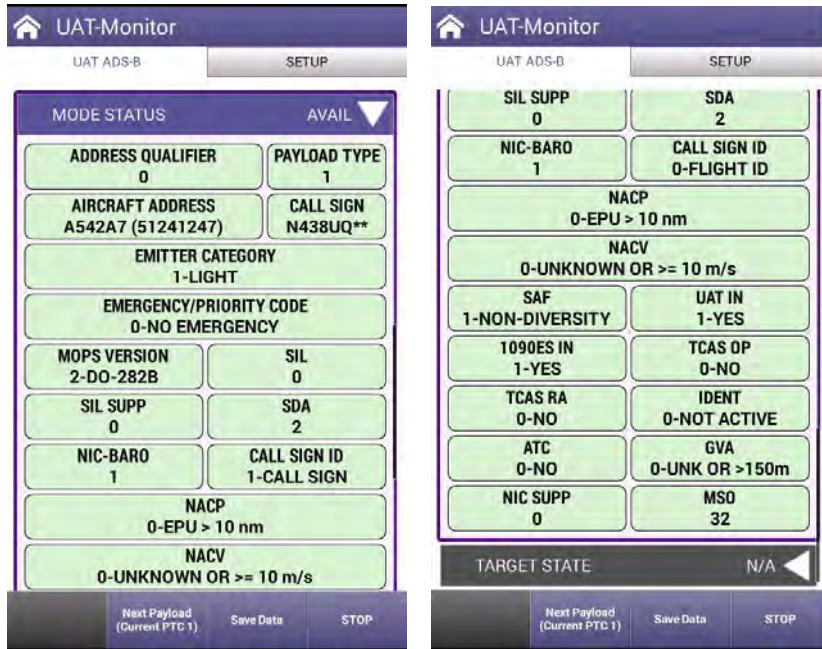 UAT-Monitor
UAT ADS-B SETUP
MODE STATUS AVAIL
ADDRESS QUALIFIER PAYLOAD TYPE
0 1
AIRCRAFT ADDRESS CALL SIGN
A542A7 (51241247) N438UQ**
EMITTER CATEGORY
1-LIGHT
EMERGENCY/PRIORITY CODE
0-NO EMERGENCY
MOPS VERSION SIL
2-DO-282B 0
SIL SUPP SDA
0 2
NIC-BARO CALL SIGN ID
1 1-CALL SIGN
NACP
0-EPU > 10 nm
NACV
0-UNKNOWN OR >= 10 m/s
Next Payload
(Current PTC 1) Save Data STOP
UAT-Monitor
UAT ADS-B SETUP
SIL SUPP SDA
0 2
NIC-BARO CALL SIGN ID
1 0-FLIGHT ID
NACP
0-EPU > 10 nm
NACV
0-UNKNOWN OR >= 10 m/s
SAF UAT IN
1-NON-DIVERSITY 1-YES
1090ES IN TCAS OP
1-YES 0-NO
TCAS RA IDENT
0-NO 0-NOT ACTIVE
ATC GVA
0-NO 0-UNK OR >150m
NIC SUPP MSO
0 32
TARGET STATE N/A
Next Payload
(Current PTC 1) Save Data STOP